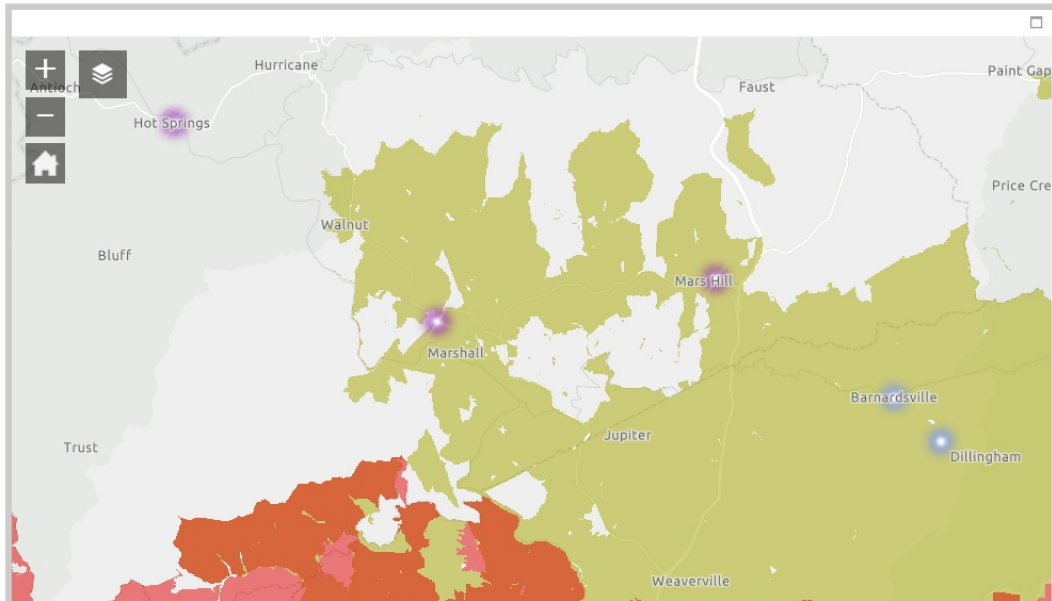 Hurricane
Antioch
Faust
Paint Gap
Hot Springs
Price Cre
Walnut
Bluff
Mars Hill
Marshall
Barnardsville
Jupiter
Trust
Dillingham
Weaverville